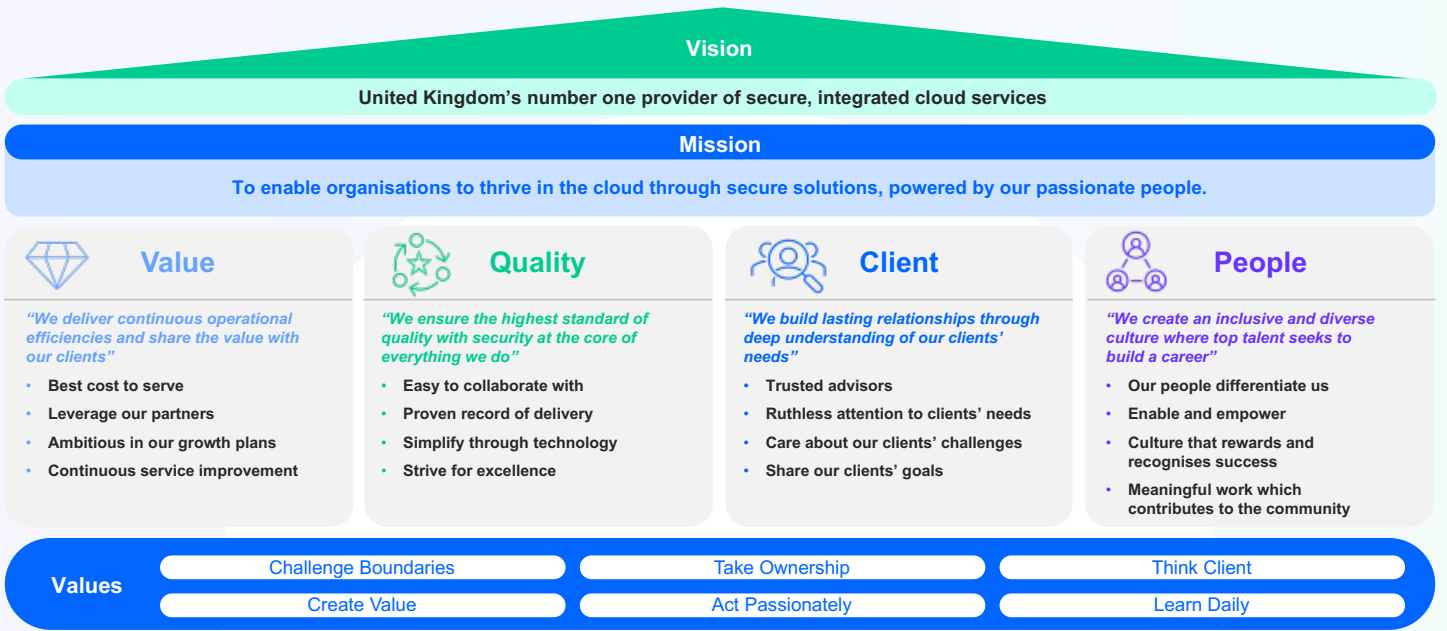 Vision
United Kingdom’s number one provider of secure, integrated cloud services
Mission
To enable organisations to thrive in the cloud through secure solutions, powered by our passionate people.
Value
“We deliver continuous operational
efficiencies and share the value with
our clients”
• Best cost to serve
• Leverage our partners
• Ambitious in our growth plans
• Continuous service improvement
Quality
“We ensure the highest standard of
quality with security at the core of
everything we do”
• Easy to collaborate with
• Proven record of delivery
• Simplify through technology
• Strive for excellence
Client
“We build lasting relationships through
deep understanding of our clients’
needs”
• Trusted advisors
• Ruthless attention to clients’ needs
• Care about our clients’ challenges
• Share our clients’ goals
People
“We create an inclusive and diverse
culture where top talent seeks to
build a career”
• Our people differentiate us
• Enable and empower
• Culture that rewards and
recognises success
• Meaningful work which
contributes to the community
Values
Challenge Boundaries
Take Ownership
Think Client
Create Value
Act Passionately
Learn Daily